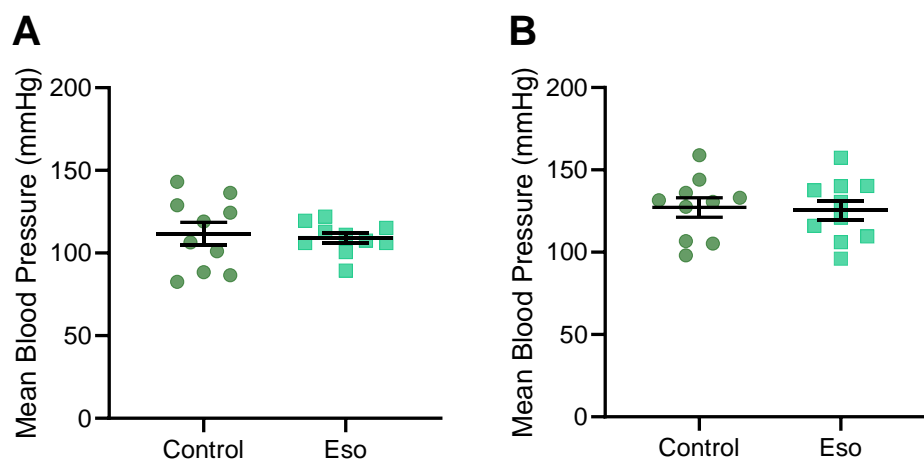 A
Mean Blood Pressure (mmHg)
200
150
100
50
0
Control
Eso
B
Mean Blood Pressure (mmHg)
200
150
100
50
0
Control
Eso